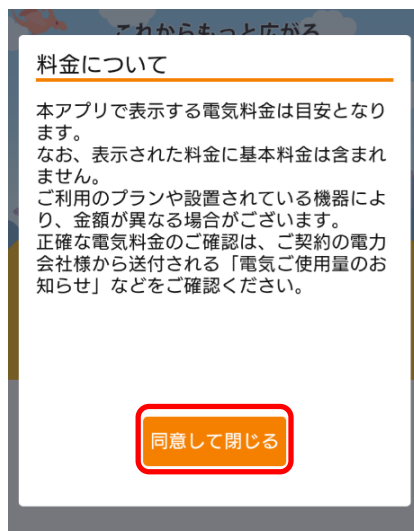 これからもっと広がる
料金について
本アプリで表示する電気料金は目安となり
ます。
なお、表示された料金に基本料金は含まれ
ません。
ご利用のプランや設置されている機器によ
り、金額が異なる場合がございます。
正確な電気料金のご確認は、ご契約の電力
会社様から送付される「電気ご使用量のお
知らせ」などをご確認ください。
同意して閉じる